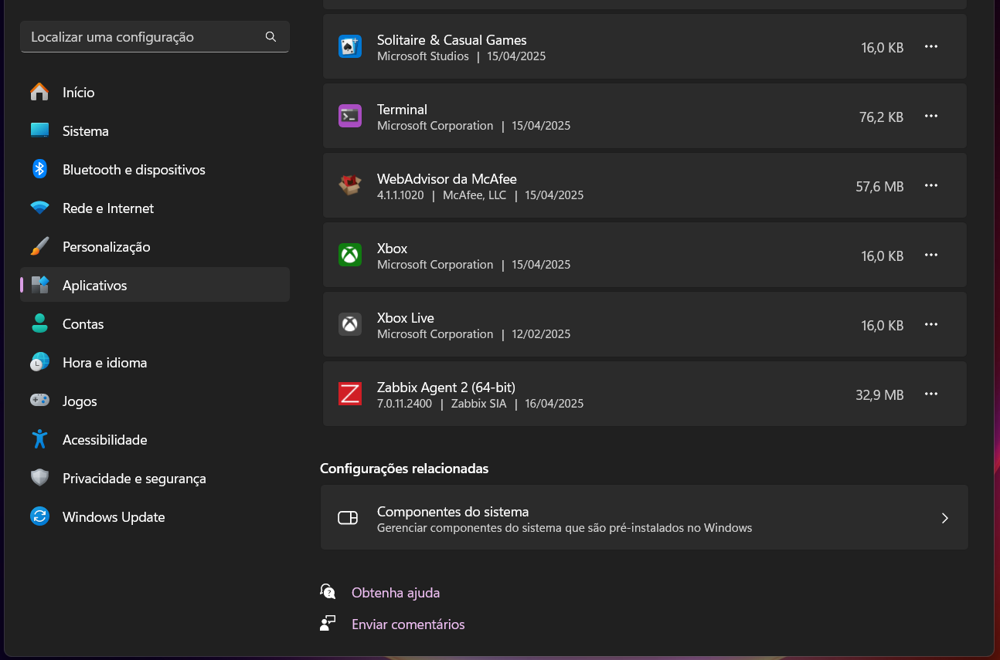 Localizar uma configuração
Início
Sistema
Bluetooth e dispositivos
Rede e Internet
Personalização
Aplicativos
Contas
Hora e idioma
Jogos
Acessibilidade
Privacidade e segurança
Windows Update
Solitaire & Casual Games
Microsoft Studios | 15/04/2025
16,0 KB
Terminal
Microsoft Corporation | 15/04/2025
76,2 KB
WebAdvisor da McAfee
4.1.1.1020 | McAfee, LLC | 15/04/2025
57,6 MB
Xbox
Microsoft Corporation | 15/04/2025
16,0 KB
Xbox Live
Microsoft Corporation | 12/02/2025
16,0 KB
Zabbix Agent 2 (64-bit)
7.0.11.2400 | Zabbix SIA | 16/04/2025
32,9 MB
Configurações relacionadas
Componentes do sistema
Gerenciar componentes do sistema que são pré-instalados no Windows
Obtenha ajuda
Enviar comentários